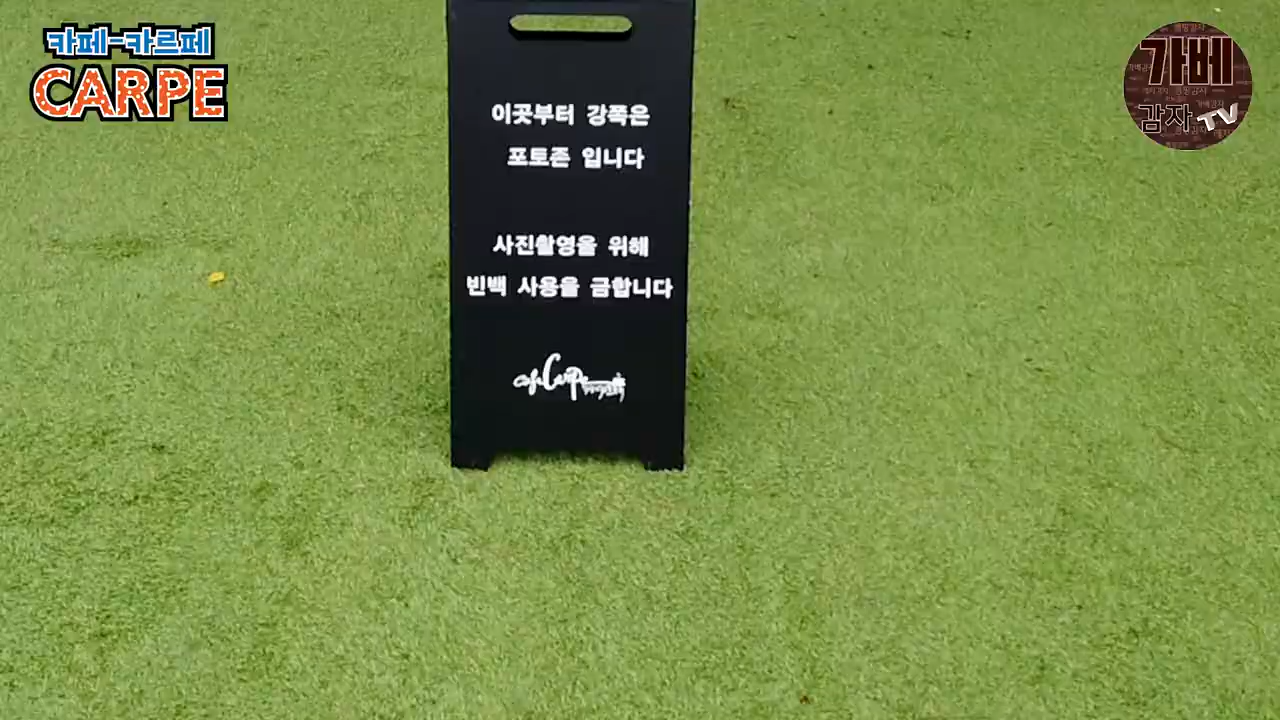 카페-카르페
CARPE
가베
감자 TV
이곳부터 강쪽은
포토존 입니다
사진촬영을 위해
빈백 사용을 금합니다
cafe Carpe